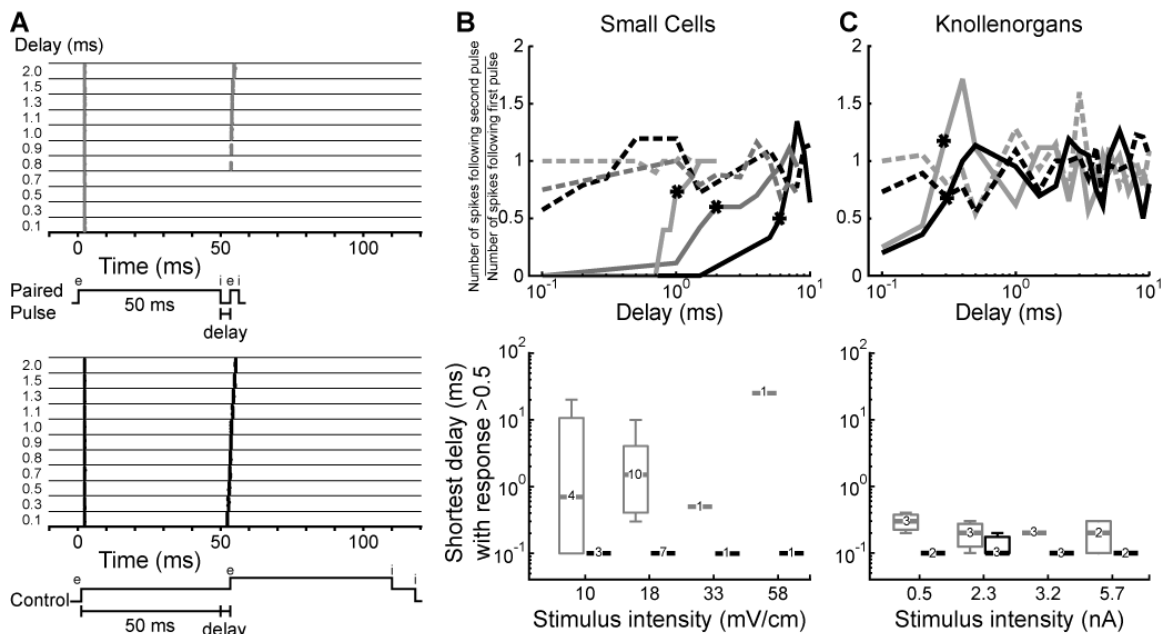 A
Delay (ms)
2.0
1.5
1.3
1.1
1.0
0.9
0.8
0.7
0.5
0.3
0.1
0
50
100
Time (ms)
Paired
Pulse
e
i
e
i
50 ms
delay
2.0
1.5
1.3
1.1
1.0
0.9
0.8
0.7
0.5
0.3
0.1
0
50
100
Time (ms)
Control
e
e
i
i
50 ms
delay
B
Small Cells
Number of spikes following second pulse
Number of spikes following first pulse
2
1.5
1
0.5
0
10-1
100
101
Delay (ms)
Shortest delay (ms)
with response >0.5
102
101
100
10-1
4
3
10
7
1
1
1
1
10
18
33
58
Stimulus intensity (mV/cm)
C
Knollenorgans
2
1.5
1
0.5
0
10-1
100
101
Delay (ms)
102
101
100
10-1
3
2
3
3
3
3
2
2
0.5
2.3
3.2
5.7
Stimulus intensity (nA)